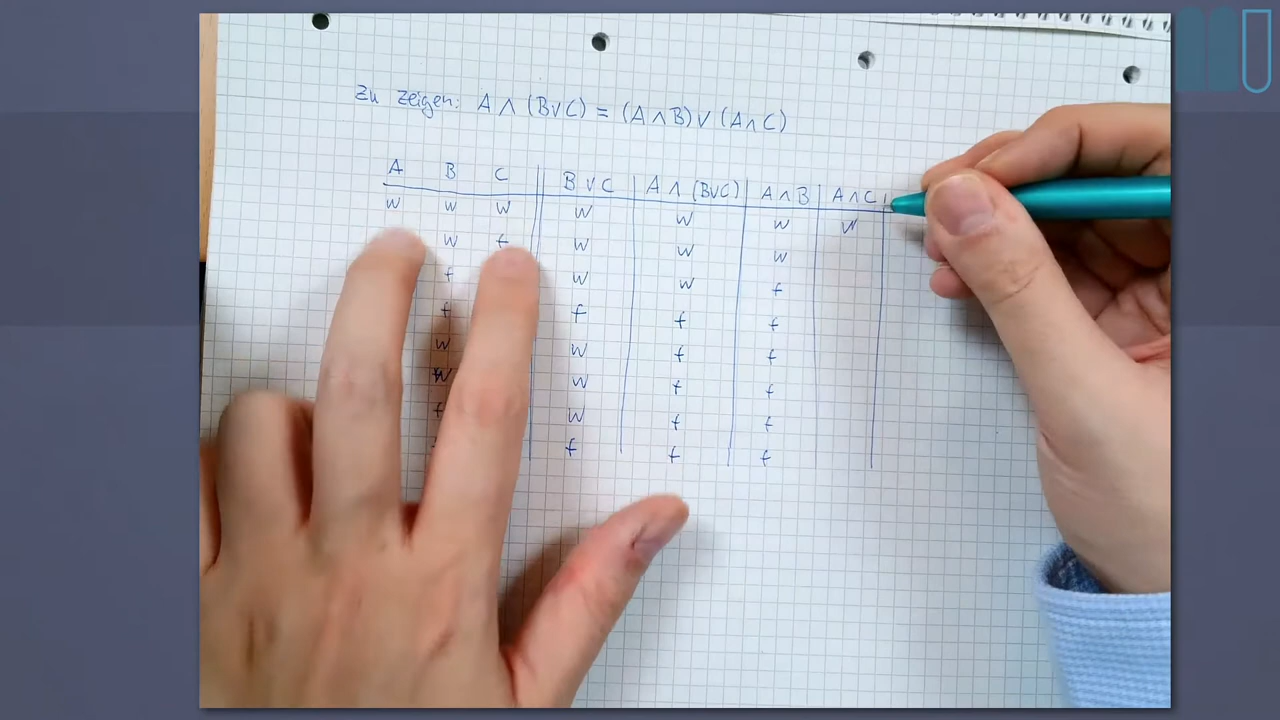 Zu zeigen: A ∧ (B∨C) = (A∧B) ∨ (A∧C)
A B C B ∨ C A ∧ (B∨C) A ∧ B A ∧ C
w w w w w w w
w f w w w
f w w f
f f f f
w w f f
w w f f
f w f f
f f f